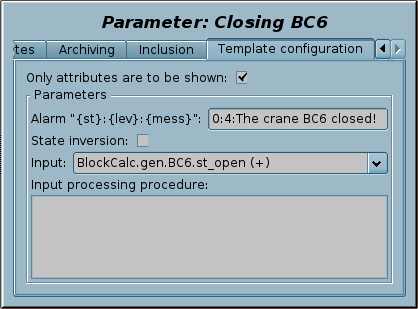 Parameter: Closing BC6
tes Archiving Inclusion Template configuration
Only attributes are to be shown:
Parameters
Alarm "{st}:{lev}:{mess}": 0:4:The crane BC6 closed!
State inversion:
Input: BlockCalc.gen.BC6.st_open (+)
Input processing procedure: